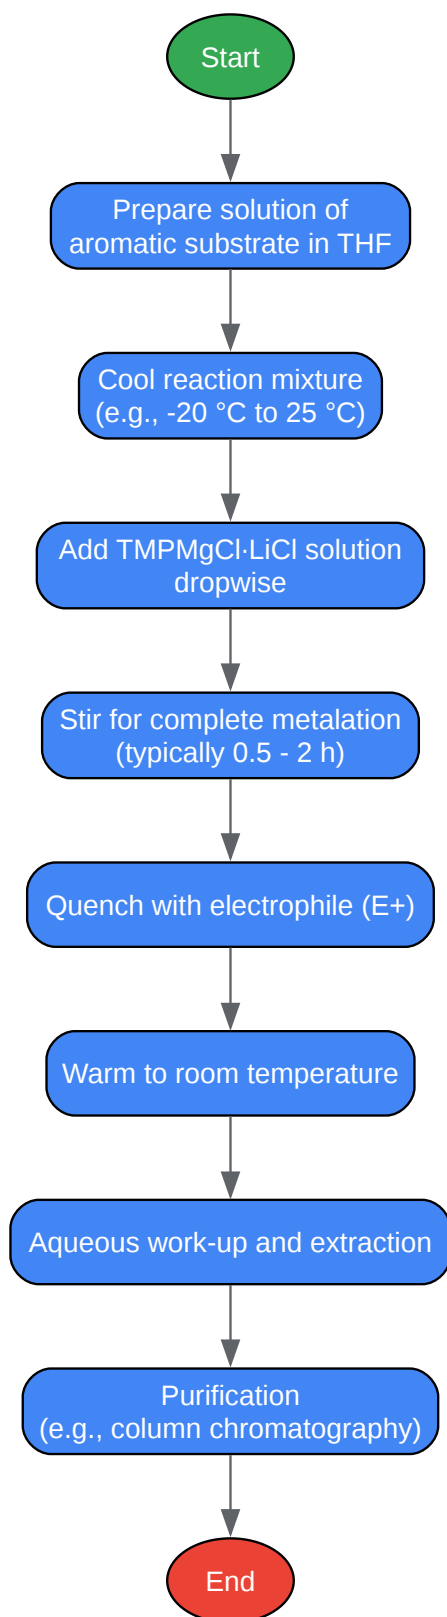 Start
Prepare solution of
aromatic substrate in THF
Cool reaction mixture
(e.g., -20 °C to 25 °C)
Add TMPMgCl·LiCl solution
dropwise
Stir for complete metalation
(typically 0.5 - 2 h)
Quench with electrophile (E+)
Warm to room temperature
Aqueous work-up and extraction
Purification
(e.g., column chromatography)
End